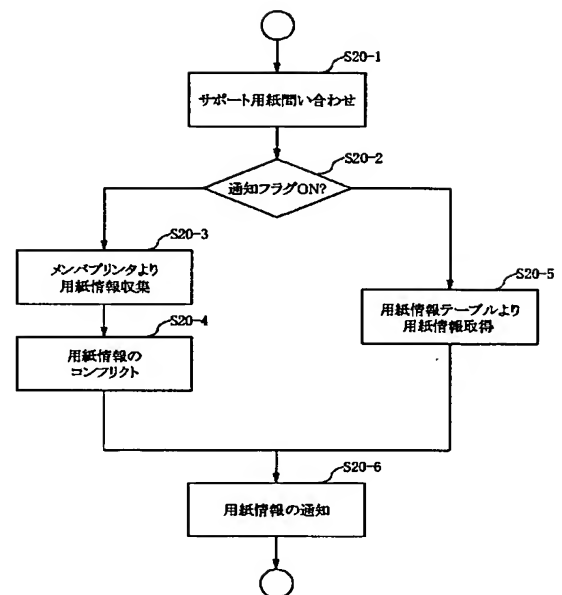 S20-1
サポート用紙問い合わせ
S20-2
通知フラグON?
S20-3
メンバプリンタより
用紙情報収集
S20-5
用紙情報テーブルより
用紙情報取得
S20-4
用紙情報の
コンフリクト
S20-6
用紙情報の通知